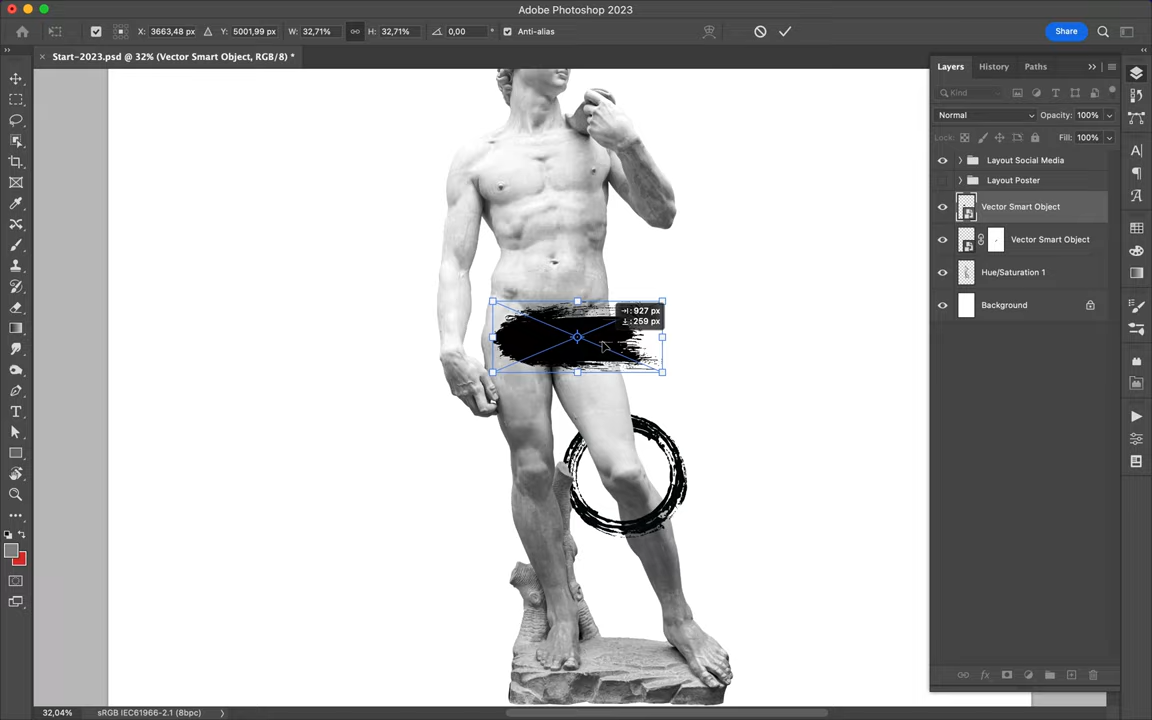 Adobe Photoshop 2023
X: 3663,48 px Y: 5001,99 px W: 32,71% H: 32,71% 0,00 ° Anti-alias Share
Start-2023.psd @ 32% (Vector Smart Object, RGB/8) *
Layers History Paths
Kind
Normal Opacity: 100%
Lock: Fill: 100%
Layout Social Media
Layout Poster
Vector Smart Object
Vector Smart Object
Hue/Saturation 1
Background
: 927 px
: 259 px
32,04% sRGB IEC61966-2.1 (8bpc)